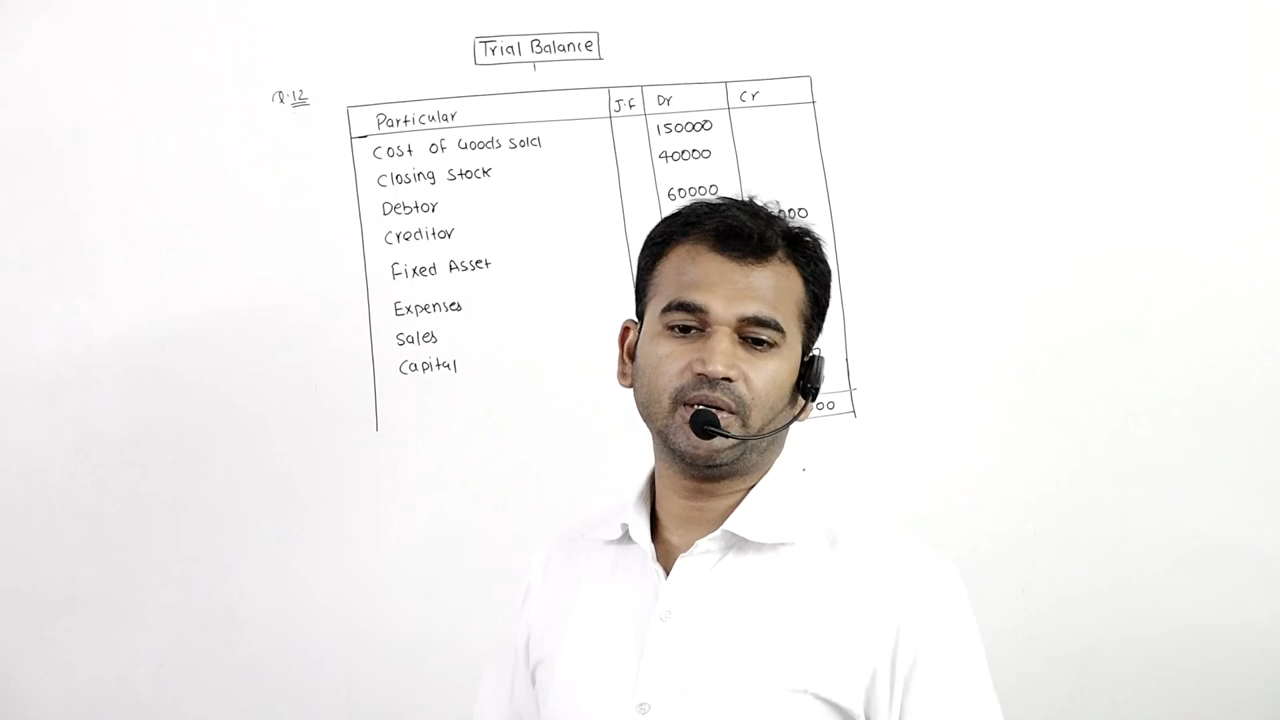 Trial Balance
Q.12
Particular J.F Dr Cr
Cost of Goods Sold 150000
Closing Stock 40000
Debtor 60000
Creditor
Fixed Asset
Expenses
Sales
Capital